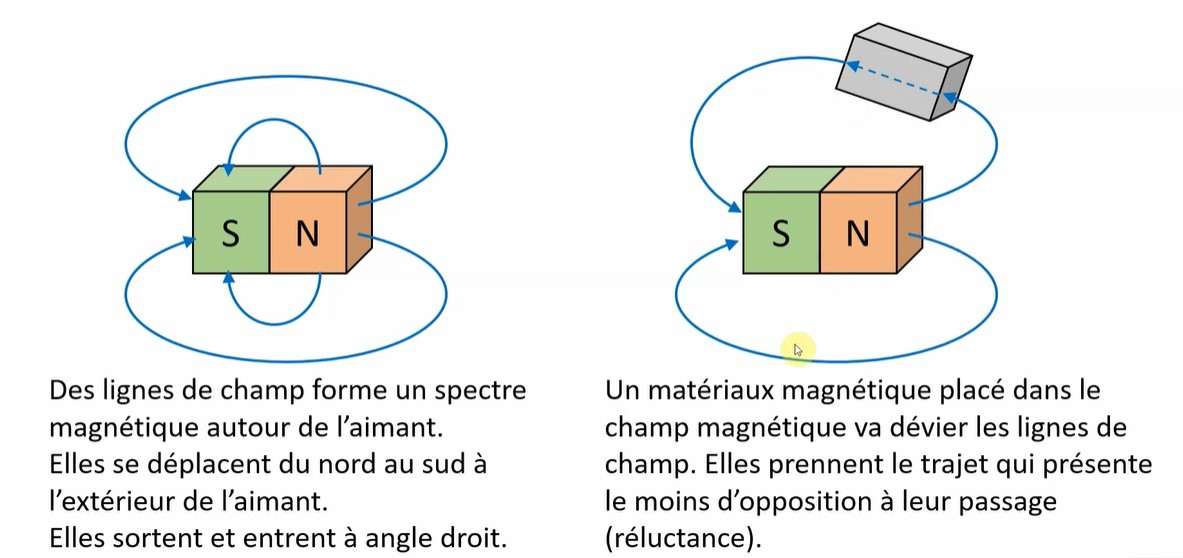 S N
S N
Des lignes de champ forme un spectre
magnétique autour de l’aimant.
Elles se déplacent du nord au sud à
l’extérieur de l’aimant.
Elles sortent et entrent à angle droit.
Un matériaux magnétique placé dans le
champ magnétique va dévier les lignes de
champ. Elles prennent le trajet qui présente
le moins d’opposition à leur passage
(réluctance).